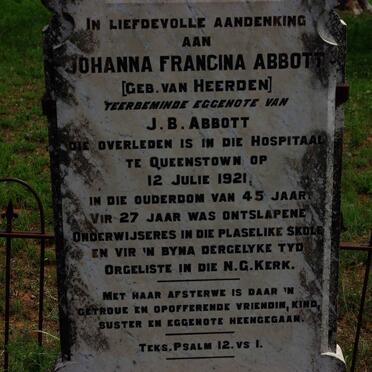 IN LIEFDEVOLLE AANDENKING
AAN
JOHANNA FRANCINA ABBOTT
[GEB. VAN HEERDEN]
TEERBEMINDE EGGENOTE VAN
J. B. ABBOTT
DIE OVERLEDEN IS IN DIE HOSPITAAL
TE QUEENSTOWN OP
12 JULIE 1921,
IN DIE OUDERDOM VAN 45 JAAR.
VIR 27 JAAR WAS ONTSLAPENE
ONDERWIJSERES IN DIE PLASELIKE SKOLE
EN VIR 'N BYNA DERGELYKE TYD
ORGELISTE IN DIE N. G. KERK.
MET HAAR AFSTERWE IS DAAR 'N
GETROUE EN OPOFFERENDE VRIENDIN, KIND,
SUSTER EN EGGENOTE HEENGEGAAN.
TEKS, PSALM 12. VS 1.